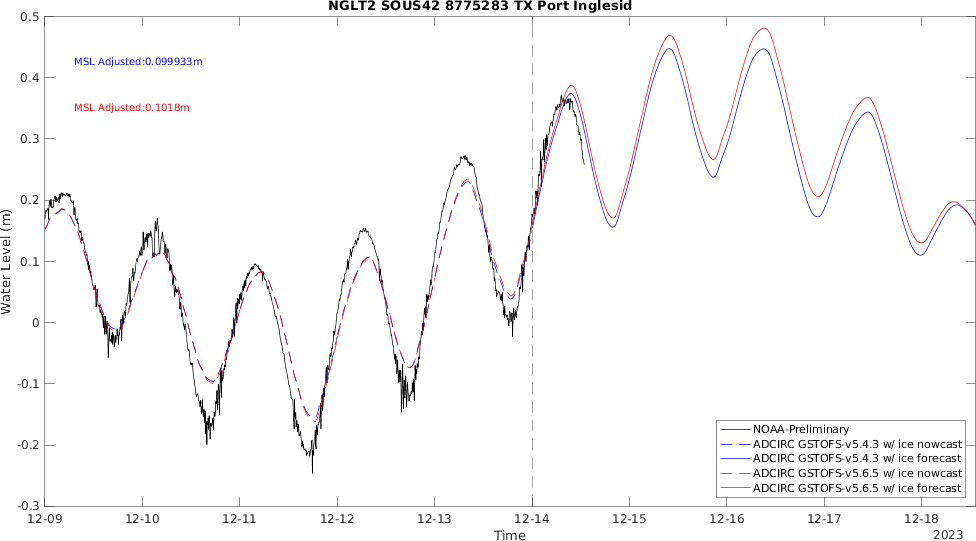 NGLT2 SOUS42 8775283 TX Port Inglesid
MSL Adjusted:0.099933m
MSL Adjusted:0.1018m
0.5
0.4
0.3
0.2
0.1
0
-0.1
-0.2
-0.3
Water Level (m)
NOAA-Preliminary
ADCIRC GSTOFS-v5.4.3 w/ ice nowcast
ADCIRC GSTOFS-v5.4.3 w/ ice forecast
ADCIRC GSTOFS-v5.6.5 w/ ice nowcast
ADCIRC GSTOFS-v5.6.5 w/ ice forecast
12-09 12-10 12-11 12-12 12-13 12-14 12-15 12-16 12-17 12-18
Time
2023